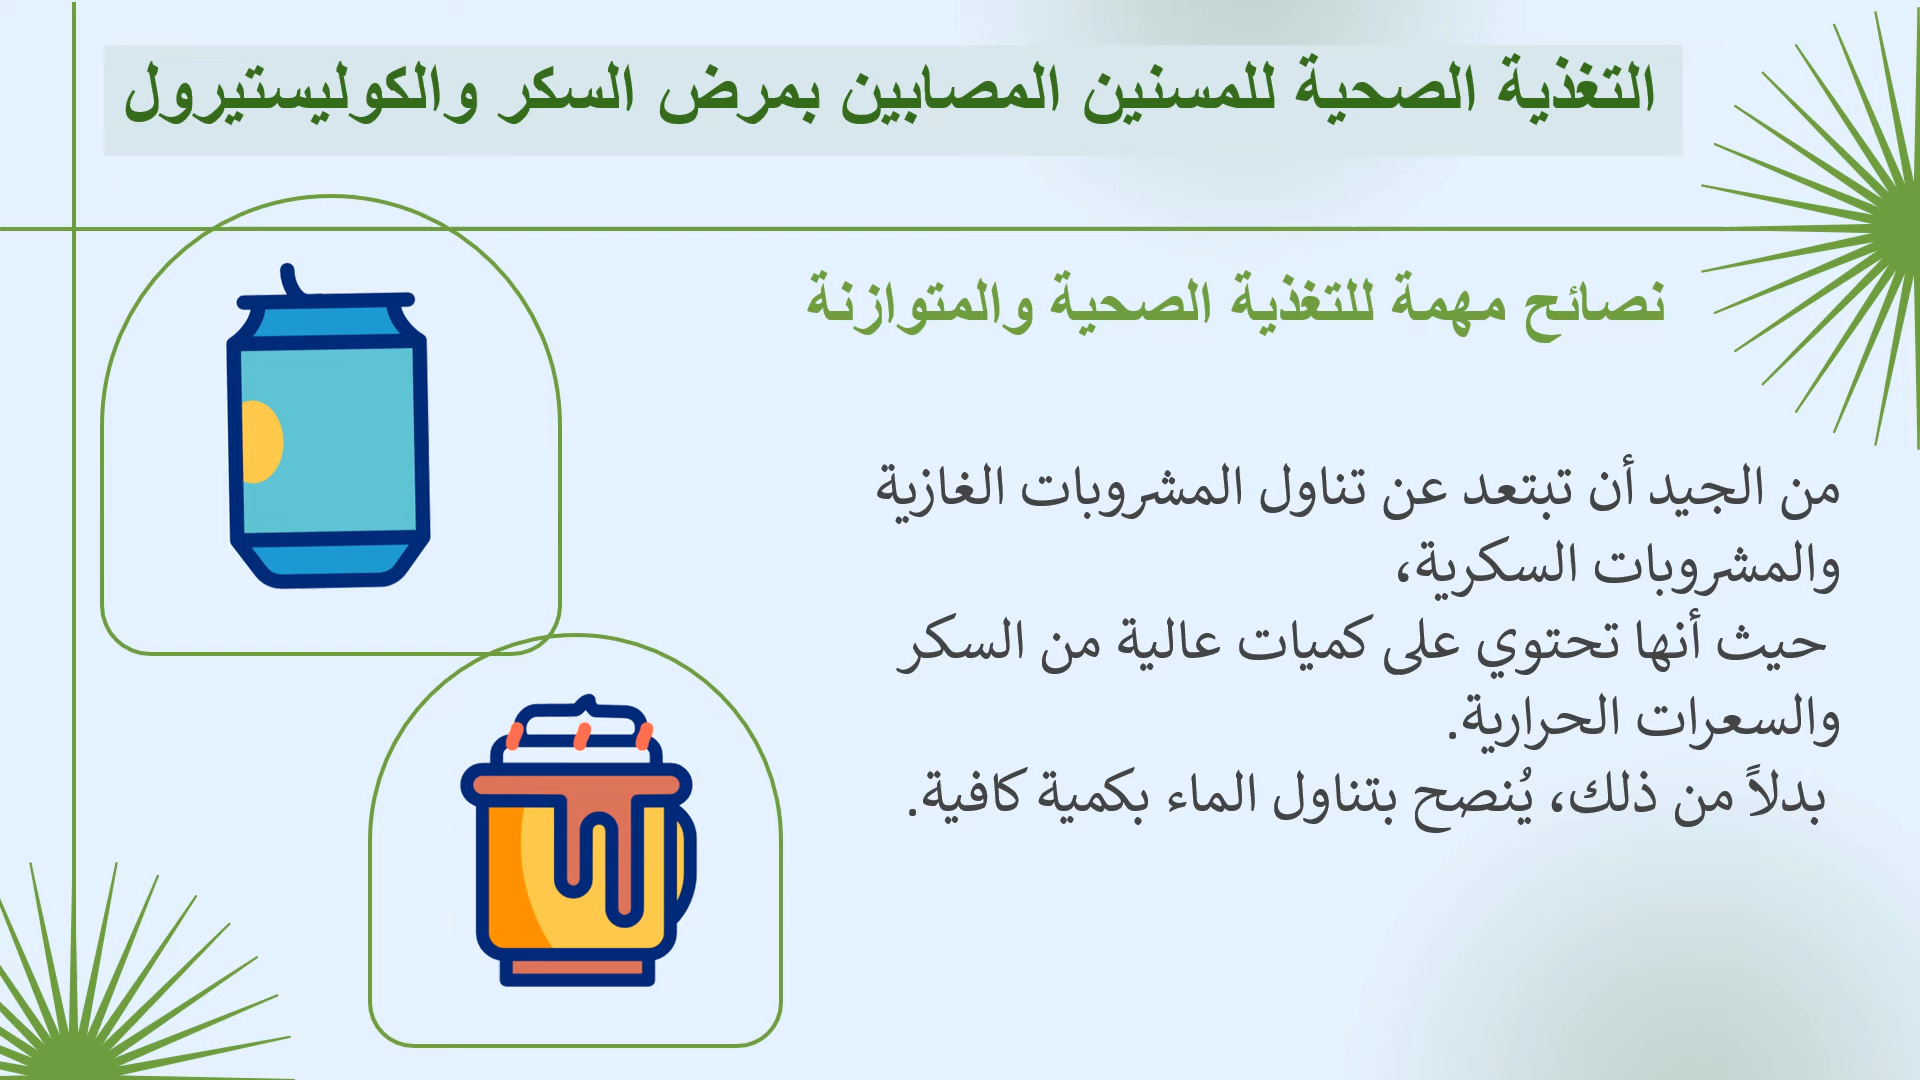 التغذية الصحية للمسنين المصابين بمرض السكر والكوليستيرول
نصائح مهمة للتغذية الصحية والمتوازنة
من الجيد أن تبتعد عن تناول المشروبات الغازية
والمشروبات السكرية،
حيث أنها تحتوي على كميات عالية من السكر
والسعرات الحرارية.
بدلاً من ذلك، يُنصح بتناول الماء بكمية كافية.